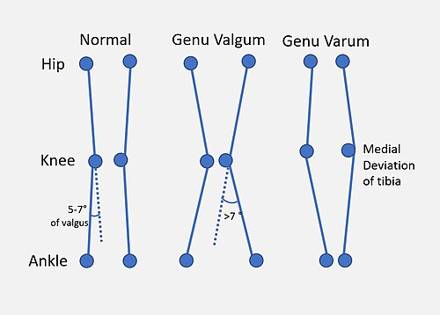 Normal
Genu Valgum
Genu Varum
Hip
Knee
Medial
Deviation
of tibia
5-7°
of valgus
>7 °
Ankle